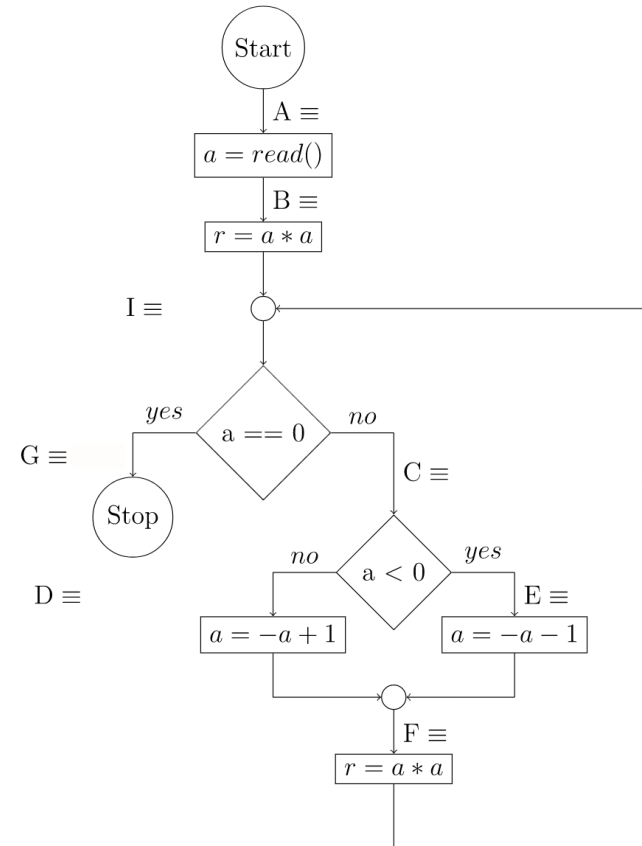 Start
A ≡
a = read()
B ≡
r = a ∗ a
I ≡
yes
a == 0
no
G ≡
C ≡
Stop
no
a < 0
yes
D ≡
E ≡
a = −a + 1
a = −a − 1
F ≡
r = a ∗ a